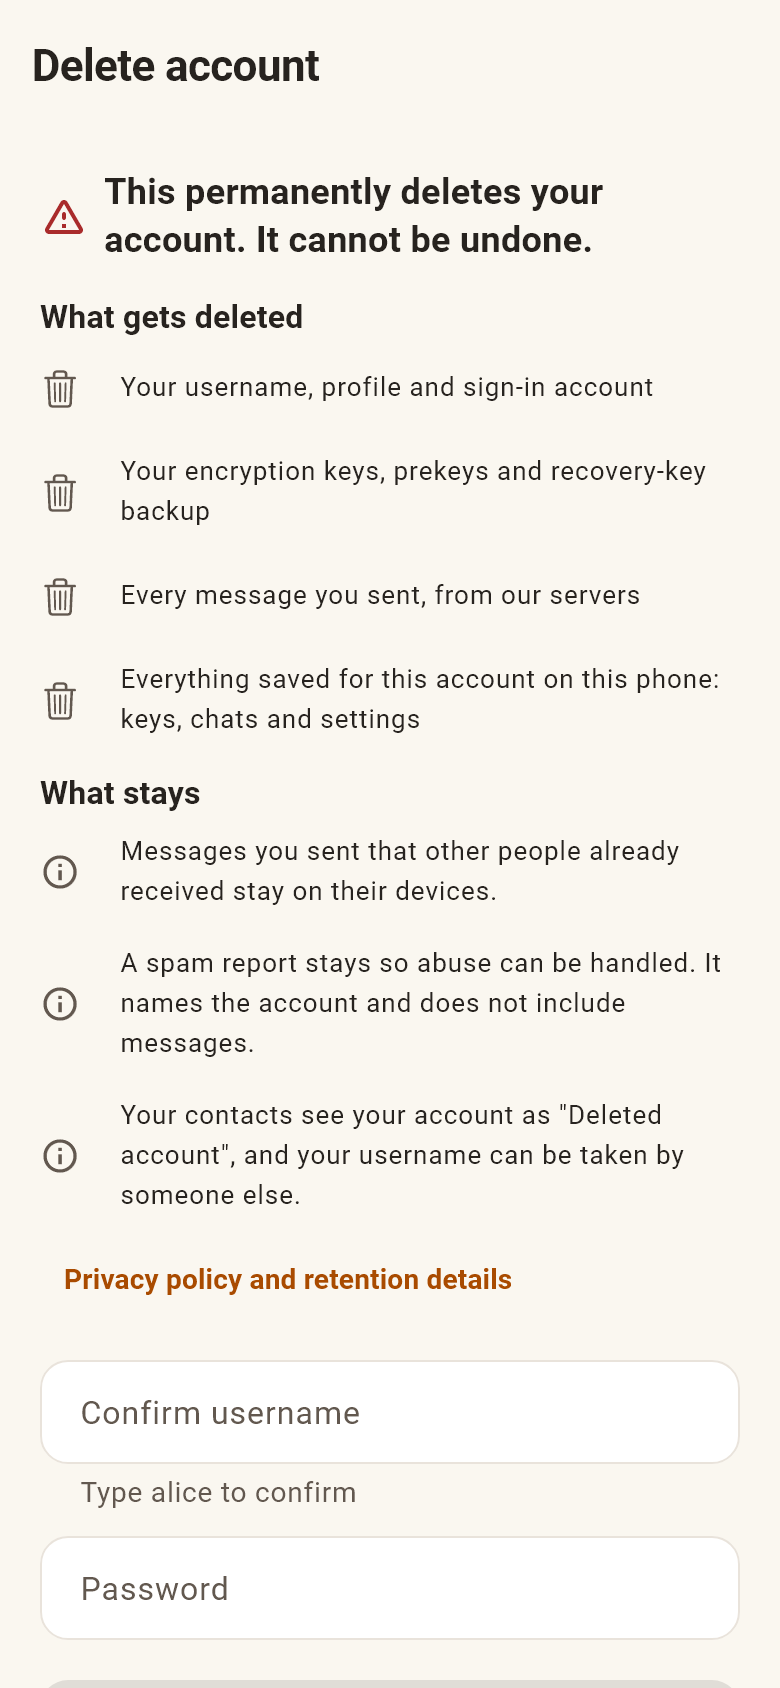 Delete account
This permanently deletes your
account. It cannot be undone.
What gets deleted
Your username, profile and sign-in account
Your encryption keys, prekeys and recovery-key
backup
Every message you sent, from our servers
Everything saved for this account on this phone:
keys, chats and settings
What stays
Messages you sent that other people already
received stay on their devices.
A spam report stays so abuse can be handled. It
names the account and does not include
messages.
Your contacts see your account as "Deleted
account", and your username can be taken by
someone else.
Privacy policy and retention details
Confirm username
Type alice to confirm
Password